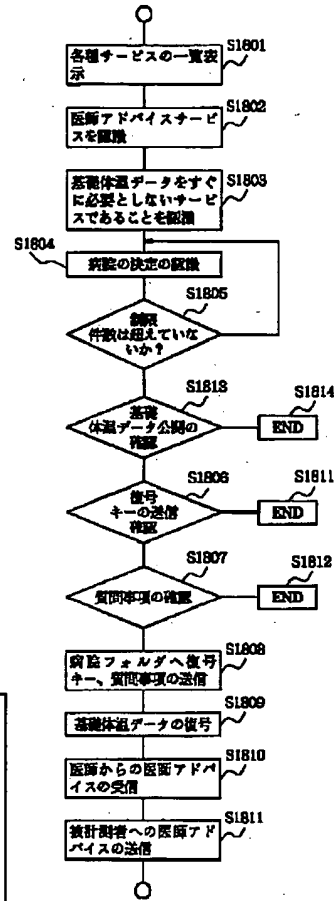 S1801
各種サービスの一覧表
示
S1802
医師アドバイスサービ
スを認識
S1803
基礎体温データをすぐ
に必要としないサービ
スであることを認識
S1804
病院の決定の認識
S1805
制限
件数は超えていな
いか?
S1813
基礎
体温データ公開の
確認
S1814
END
S1806
復号
キーの送信
確認
S1811
END
S1807
質問事項の確認
S1812
END
S1808
病院フォルダへ復号
キー、質問事項の送信
S1809
基礎体温データの復号
S1810
医師からの医師アドバ
イスの受信
S1811
被計測者への医師アド
バイスの送信